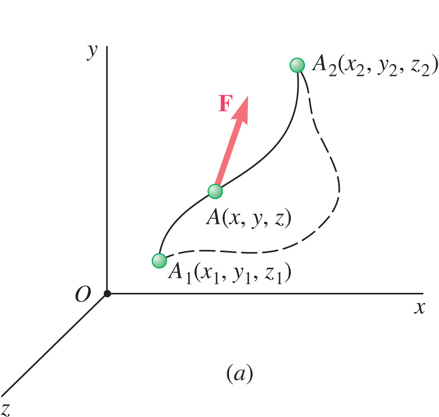 y
A₂(x₂, y₂, z₂)
F
A(x, y, z)
A₁(x₁, y₁, z₁)
O
x
(a)
z